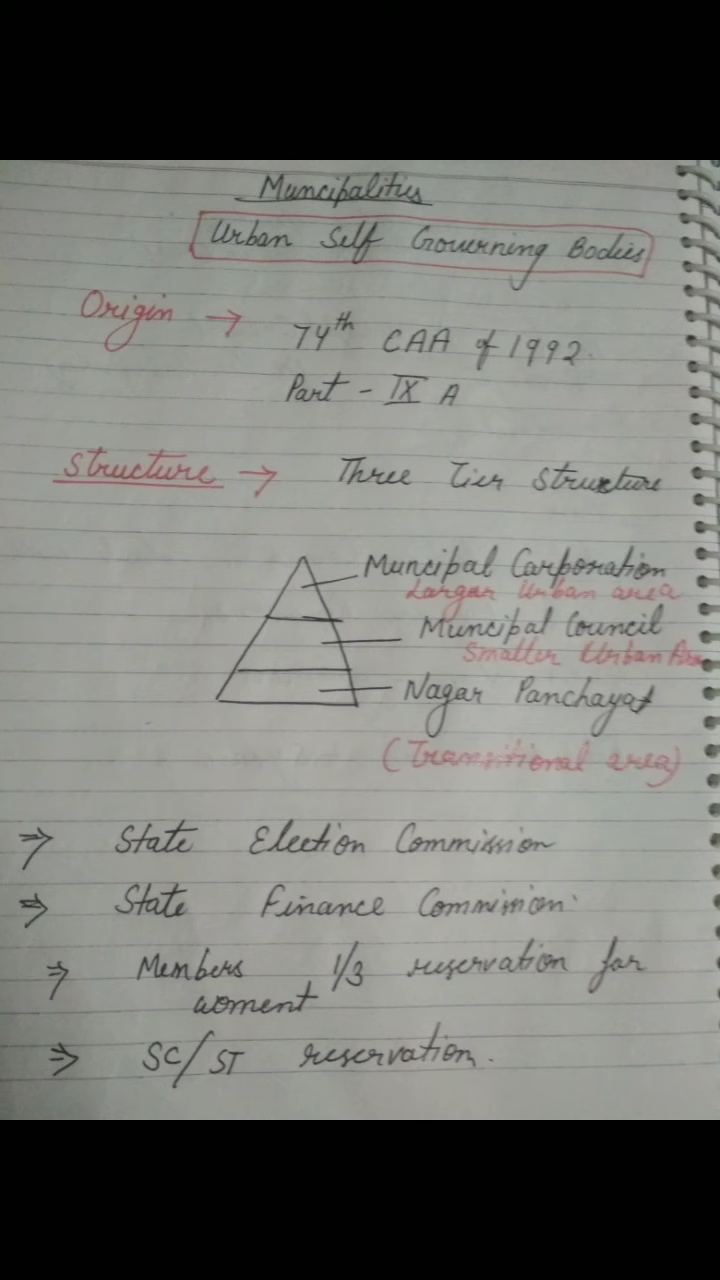 Muncipalities
Urban Self Governing Bodies
Origin → 74th CAA of 1992.
Part - IX A
Structure → Three Tier Structure
Muncipal Corporation
Larger Urban area
Muncipal Council
Smaller Urban Area
Nagar Panchayat
(Transitional area)
⇒ State Election Commission
⇒ State Finance Commission.
⇒ Members 1/3 reservation for
woment
⇒ SC/ST reservation.